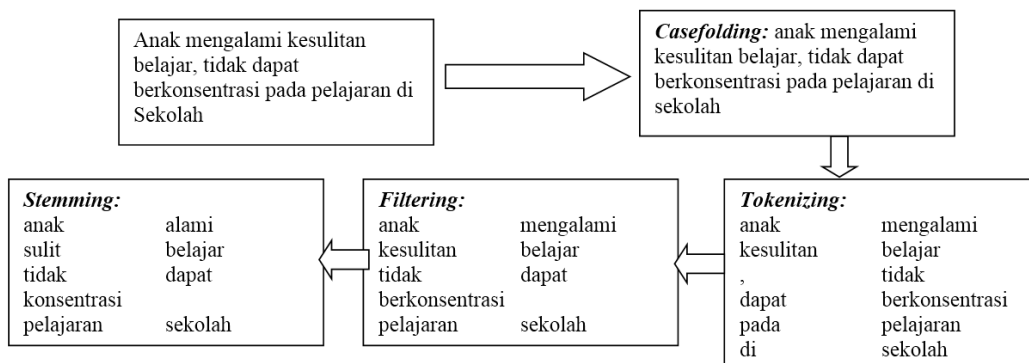 Anak mengalami kesulitan
belajar, tidak dapat
berkonsentrasi pada pelajaran di
Sekolah
Casefolding: anak mengalami
kesulitan belajar, tidak dapat
berkonsentrasi pada pelajaran di
sekolah
Tokenizing:
anak mengalami
kesulitan belajar
, tidak
dapat berkonsentrasi
pada pelajaran
di sekolah
Filtering:
anak mengalami
kesulitan belajar
tidak dapat
berkonsentrasi
pelajaran sekolah
Stemming:
anak alami
sulit belajar
tidak dapat
konsentrasi
pelajaran sekolah